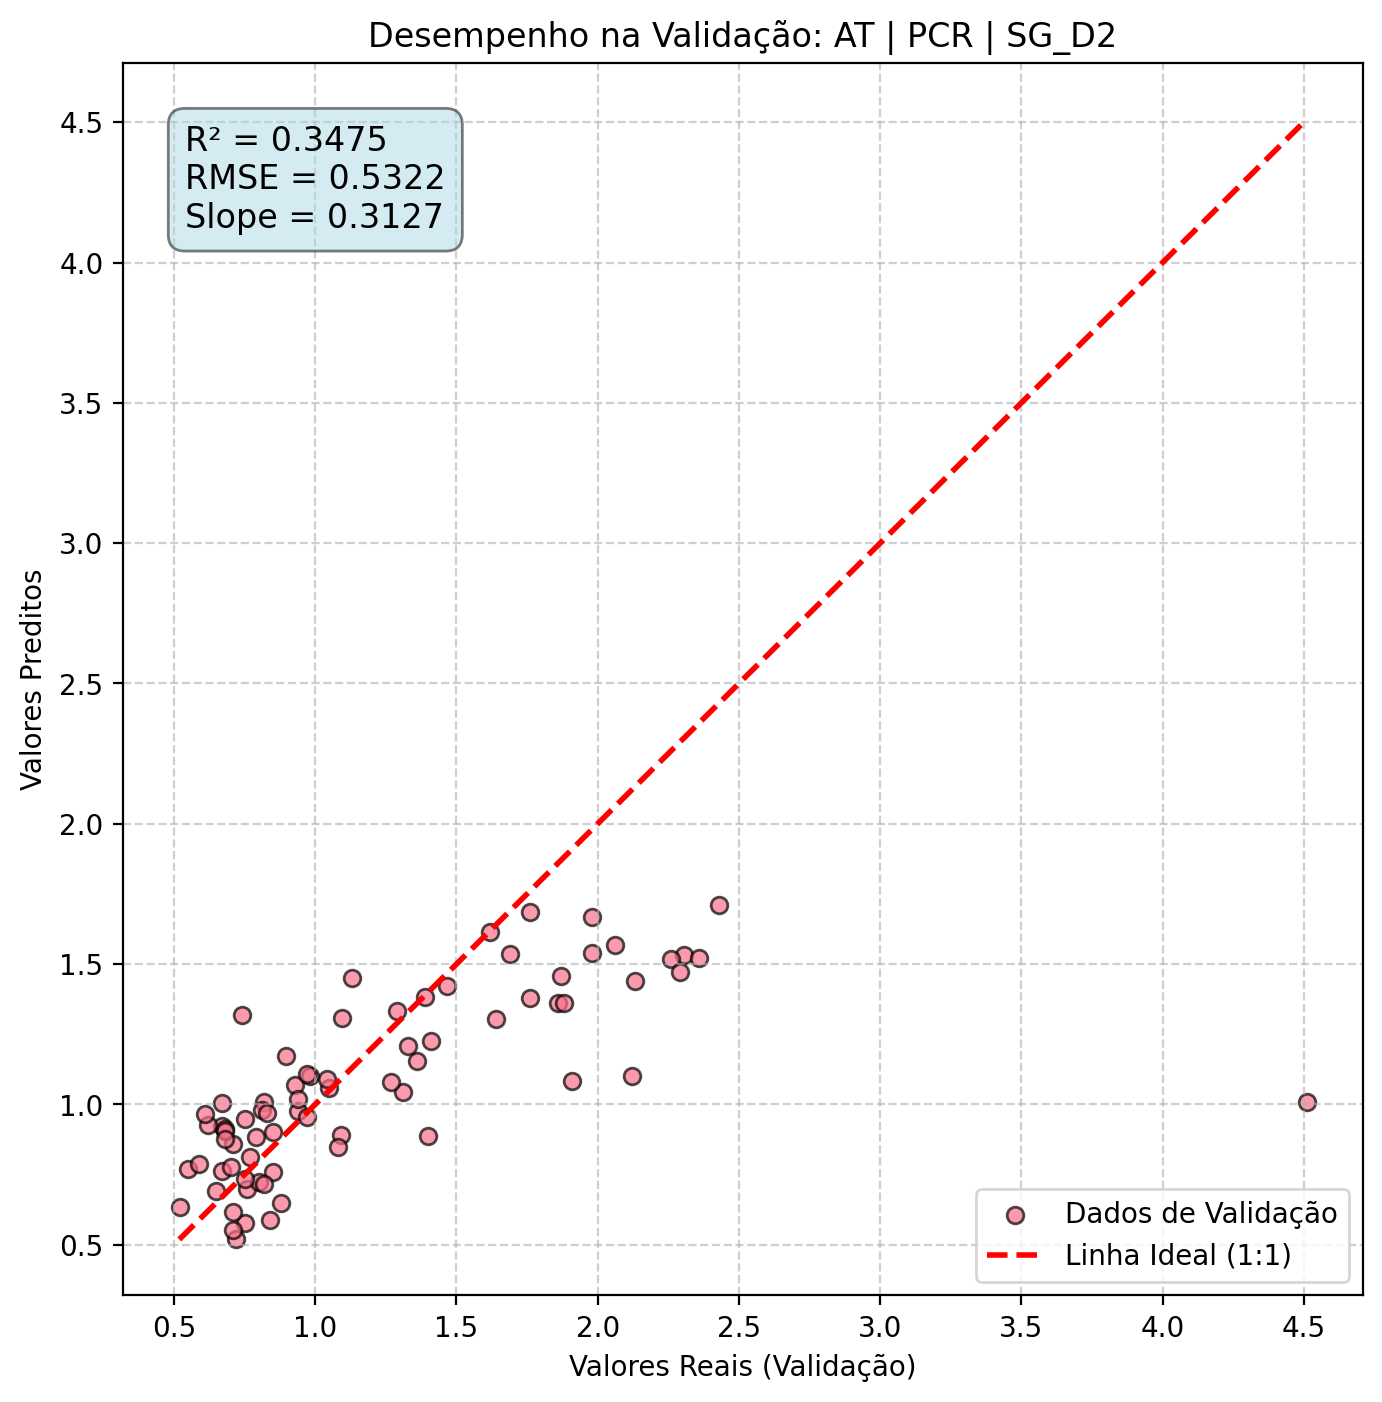 Desempenho na Validação: AT | PCR | SG_D2
R² = 0.3475
RMSE = 0.5322
Slope = 0.3127
4.5
4.0
3.5
3.0
2.5
2.0
1.5
1.0
0.5
Valores Preditos
Dados de Validação
Linha Ideal (1:1)
0.5 1.0 1.5 2.0 2.5 3.0 3.5 4.0 4.5
Valores Reais (Validação)